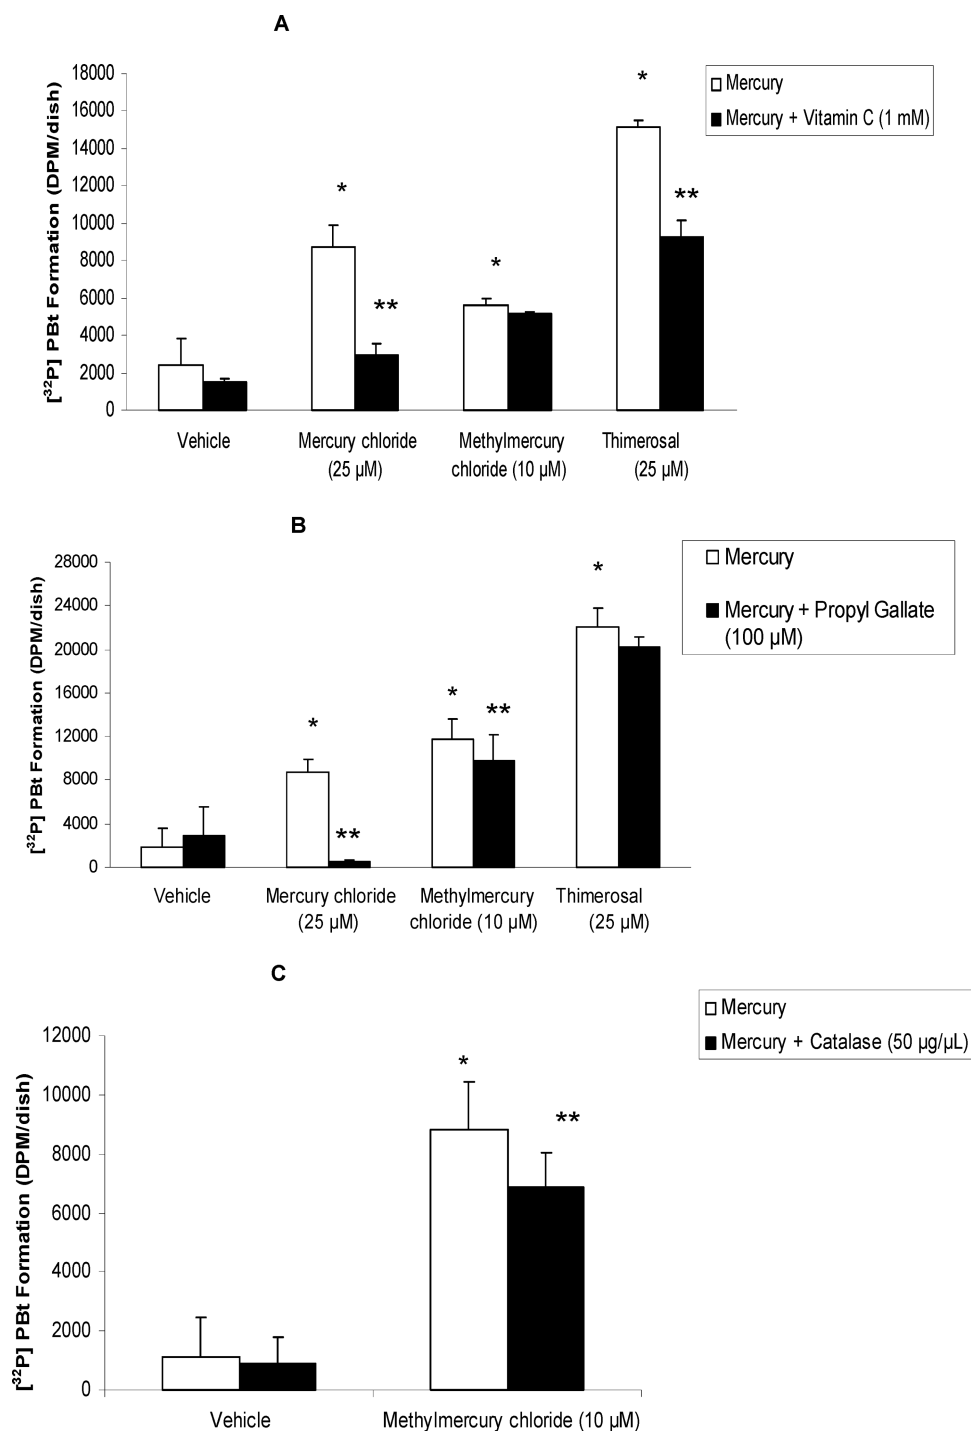 A
[³²P] PBt Formation (DPM/dish)
18000
16000
14000
12000
10000
8000
6000
4000
2000
0
*
*
**
*
*
**
Mercury
Mercury + Vitamin C (1 mM)
Vehicle
Mercury chloride
(25 µM)
Methylmercury
chloride (10 µM)
Thimerosal
(25 µM)
B
[³²P] PBt Formation (DPM/dish)
28000
24000
20000
16000
12000
8000
4000
0
*
**
*
**
*
Mercury
Mercury + Propyl Gallate
(100 µM)
Vehicle
Mercury chloride
(25 µM)
Methylmercury
chloride (10 µM)
Thimerosal
(25 µM)
C
[³²P] PBt Formation (DPM/dish)
12000
10000
8000
6000
4000
2000
0
*
**
Mercury
Mercury + Catalase (50 µg/µL)
Vehicle
Methylmercury chloride (10 µM)